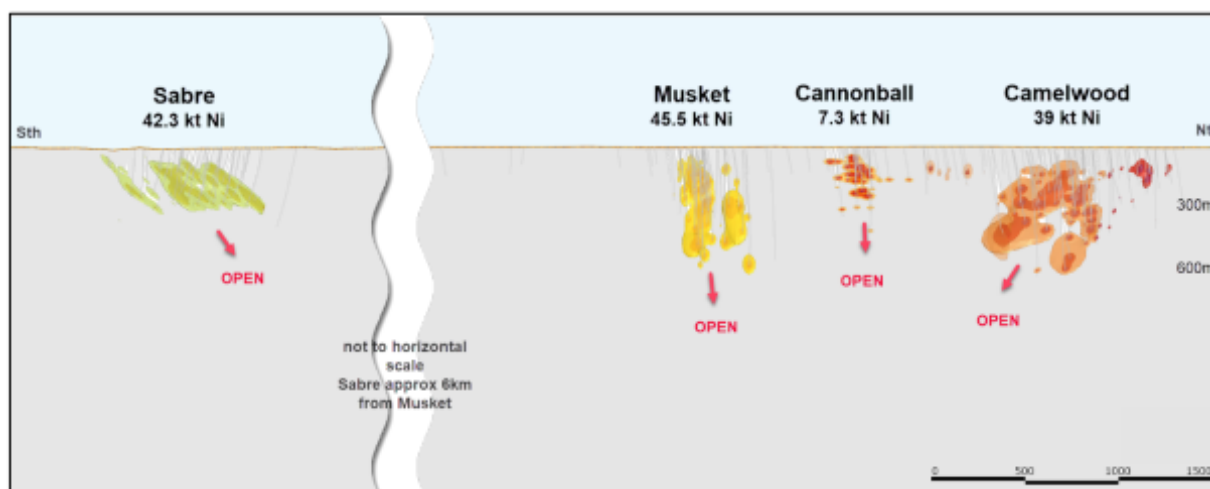 Sabre
42.3 kt Ni
Musket
45.5 kt Ni
Cannonball
7.3 kt Ni
Camelwood
39 kt Ni
Sth
Nt
300m
600m
OPEN
OPEN
OPEN
OPEN
not to horizontal
scale
Sabre approx 6km
from Musket
0 500 1000 1500